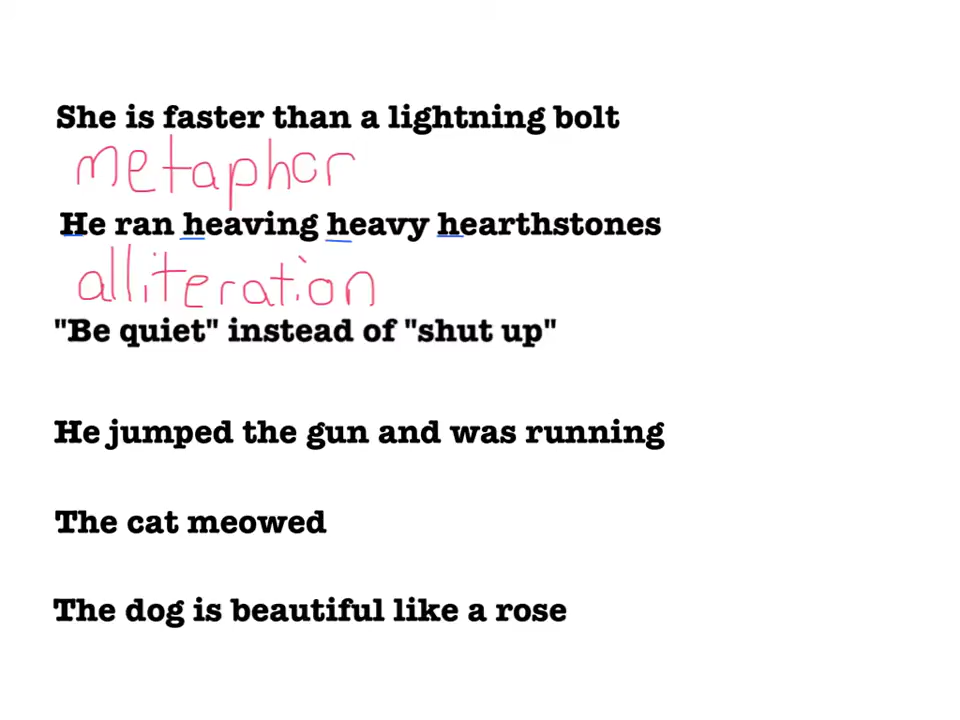 She is faster than a lightning bolt
metaphor
He ran heaving heavy hearthstones
alliteration
"Be quiet" instead of "shut up"
He jumped the gun and was running
The cat meowed
The dog is beautiful like a rose